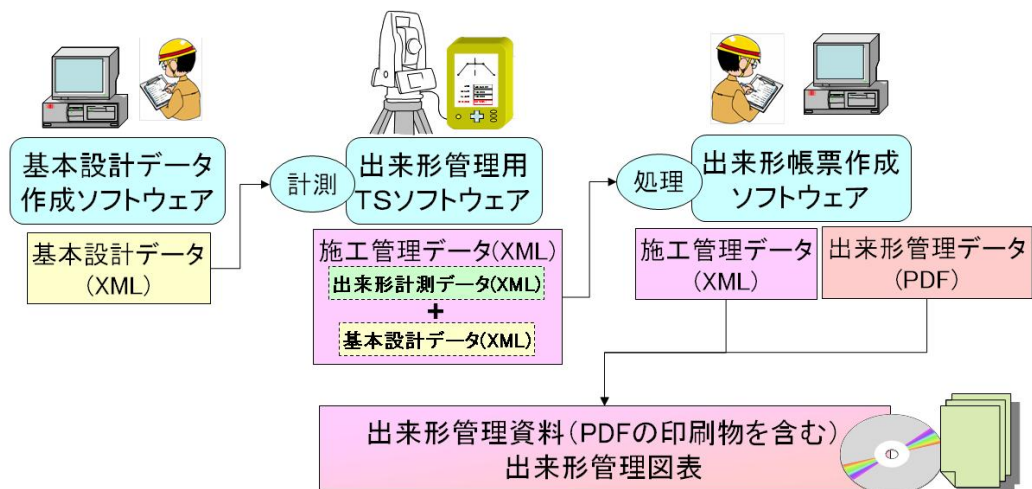 基本設計データ
作成ソフトウェア
基本設計データ
(XML)
計測
出来形管理用
TSソフトウェア
施工管理データ(XML)
出来形計測データ(XML)
+
基本設計データ(XML)
処理
出来形帳票作成
ソフトウェア
施工管理データ
(XML)
出来形管理データ
(PDF)
出来形管理資料(PDFの印刷物を含む)
出来形管理図表